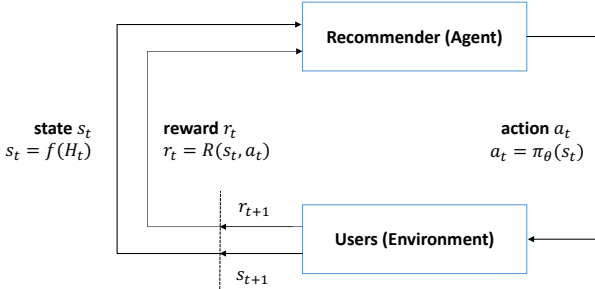 Recommender (Agent)
state s_t
s_t = f(H_t)
reward r_t
r_t = R(s_t, a_t)
action a_t
a_t = π_θ(s_t)
r_{t+1}
Users (Environment)
s_{t+1}